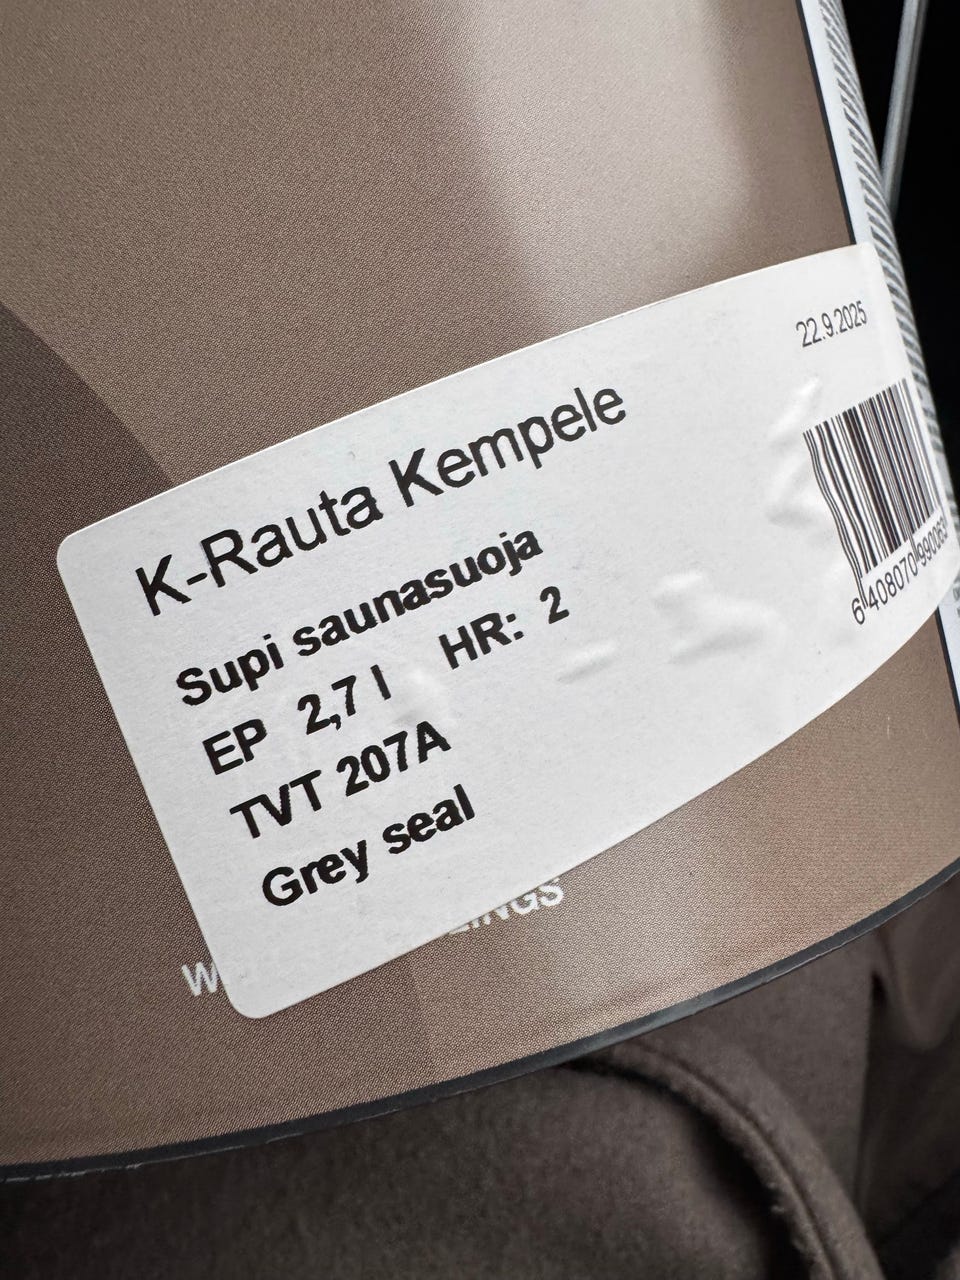 22.9.2025
K-Rauta Kempele
Supi saunasuoja
EP 2,7 l HR: 2
TVT 207A
Grey seal